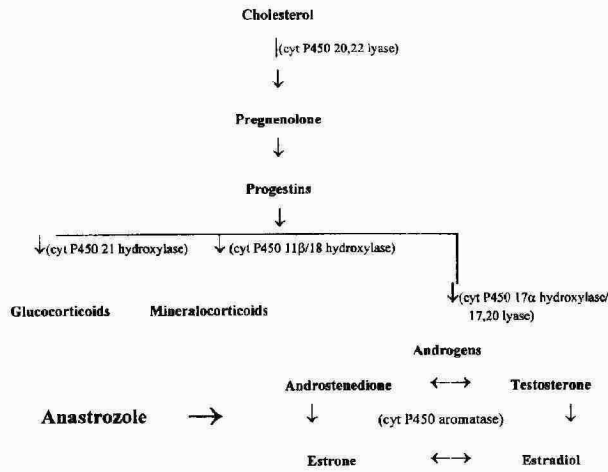 Cholesterol
(cyt P450 20,22 lyase)
Pregnenolone
Progestins
(cyt P450 21 hydroxylase) (cyt P450 11β/18 hydroxylase)
(cyt P450 17α hydroxylase/
17,20 lyase)
Glucocorticoids Mineralocorticoids
Androgens
Androstenedione Testosterone
Anastrozole (cyt P450 aromatase)
Estrone Estradiol